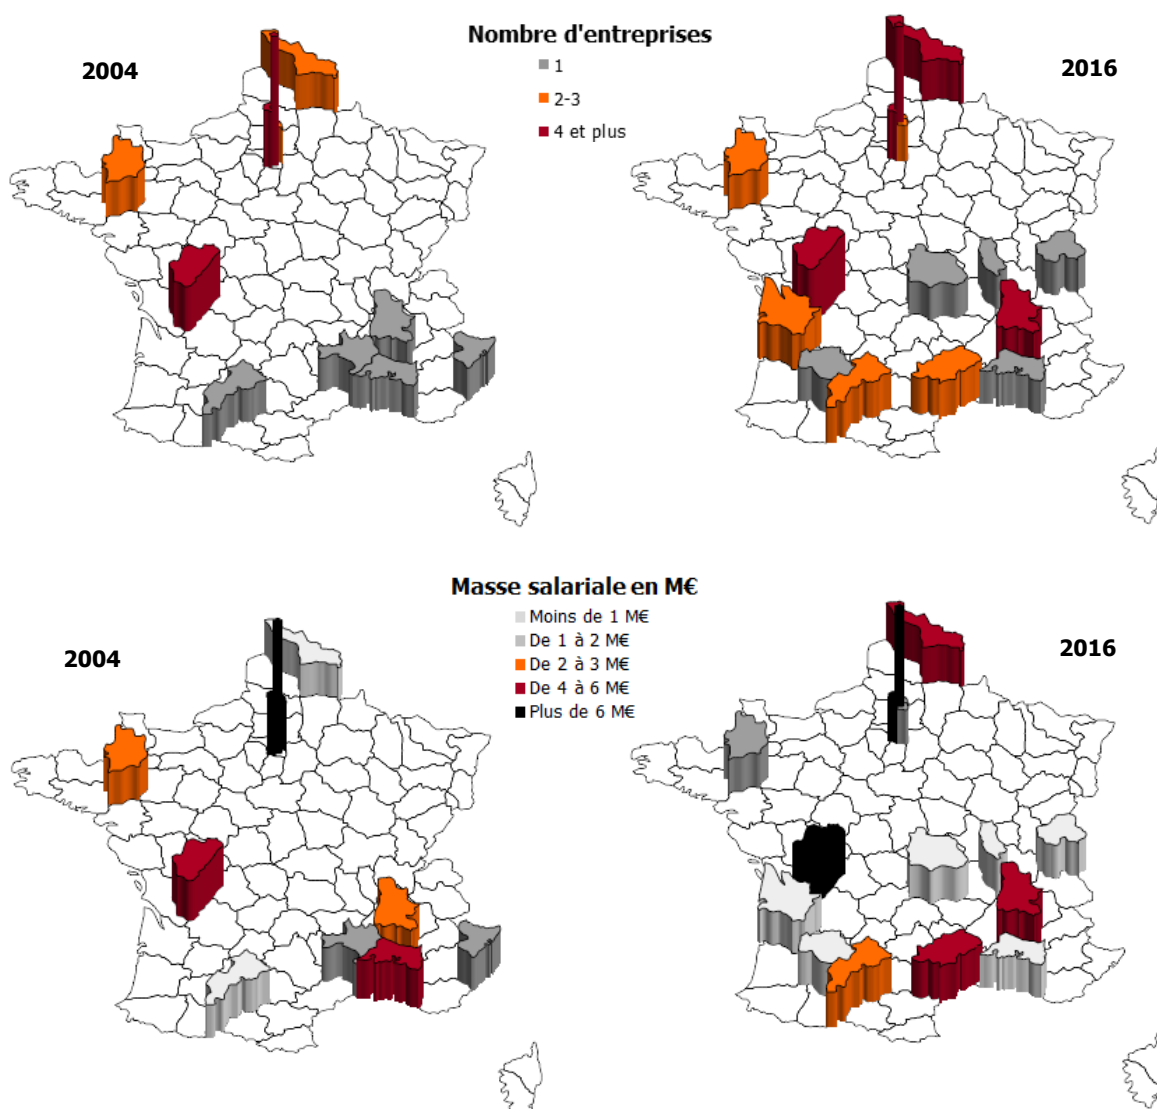 Nombre d'entreprises
2004
2016
1
2-3
4 et plus
Masse salariale en M€
2004
2016
Moins de 1 M€
De 1 à 2 M€
De 2 à 3 M€
De 4 à 6 M€
Plus de 6 M€